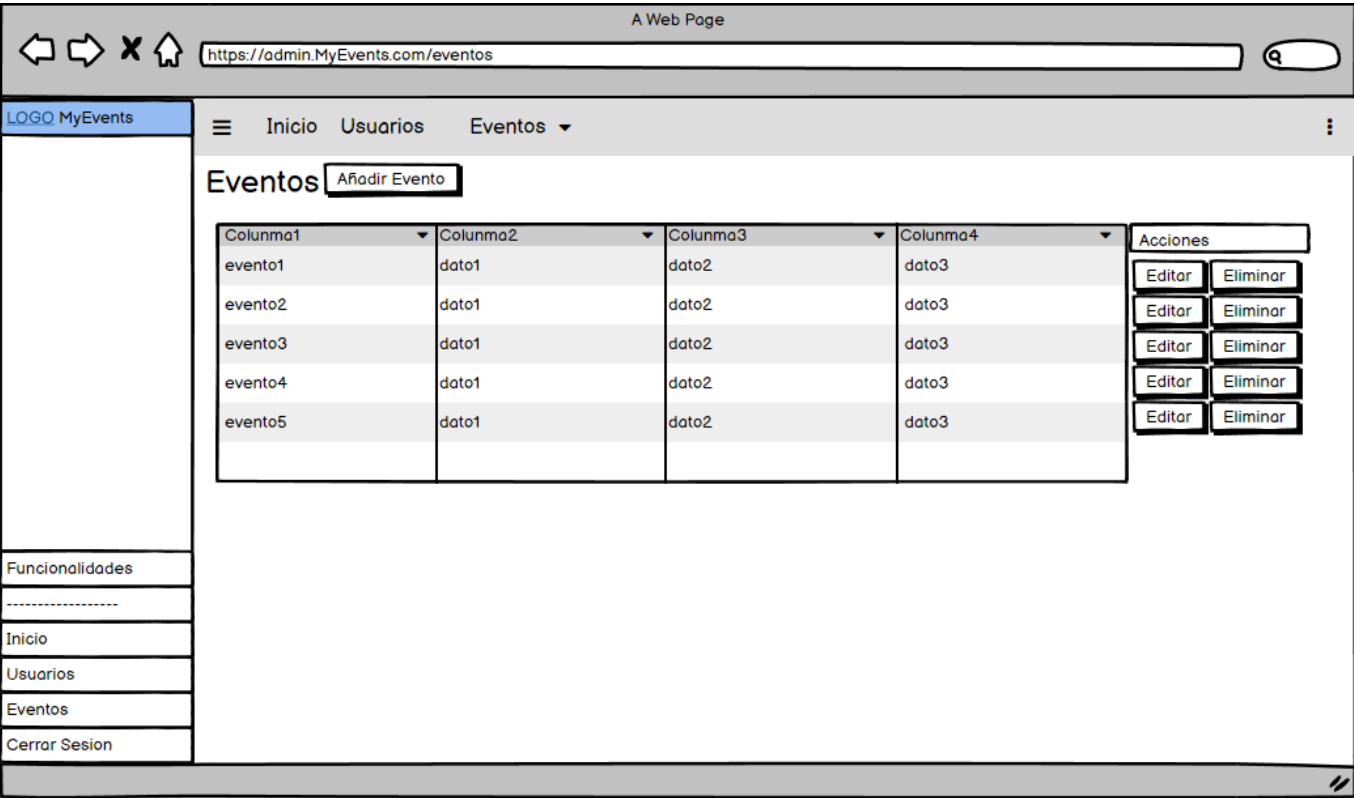 A Web Page
https://admin.MyEvents.com/eventos
LOGO MyEvents
Inicio Usuarios Eventos
Eventos Añadir Evento
Colunma1 Colunma2 Colunma3 Colunma4 Acciones
evento1 dato1 dato2 dato3 Editar Eliminar
evento2 dato1 dato2 dato3 Editar Eliminar
evento3 dato1 dato2 dato3 Editar Eliminar
evento4 dato1 dato2 dato3 Editar Eliminar
evento5 dato1 dato2 dato3 Editar Eliminar
Funcionalidades
------------------
Inicio
Usuarios
Eventos
Cerrar Sesion